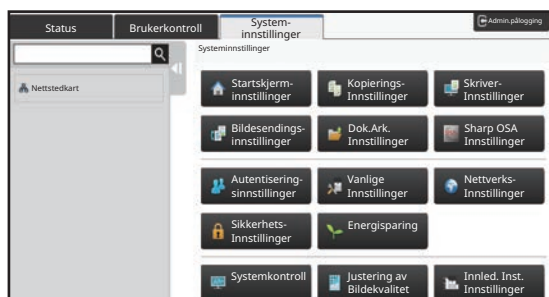 Status
Brukerkontroll
System-
innstillinger
Admin.pålogging
Systeminnstillinger
Nettstedkart
Startskjerm-
innstillinger
Kopierings-
Innstillinger
Skriver-
Innstillinger
Bildesendings-
innstillinger
Dok.Ark.
Innstillinger
Sharp OSA
Innstillinger
Autentisering-
sinnstillinger
Vanlige
Innstillinger
Nettverks-
Innstillinger
Sikkerhets-
Innstillinger
Energisparing
Systemkontroll
Justering av
Bildekvalitet
Innled. Inst.
Innstillinger